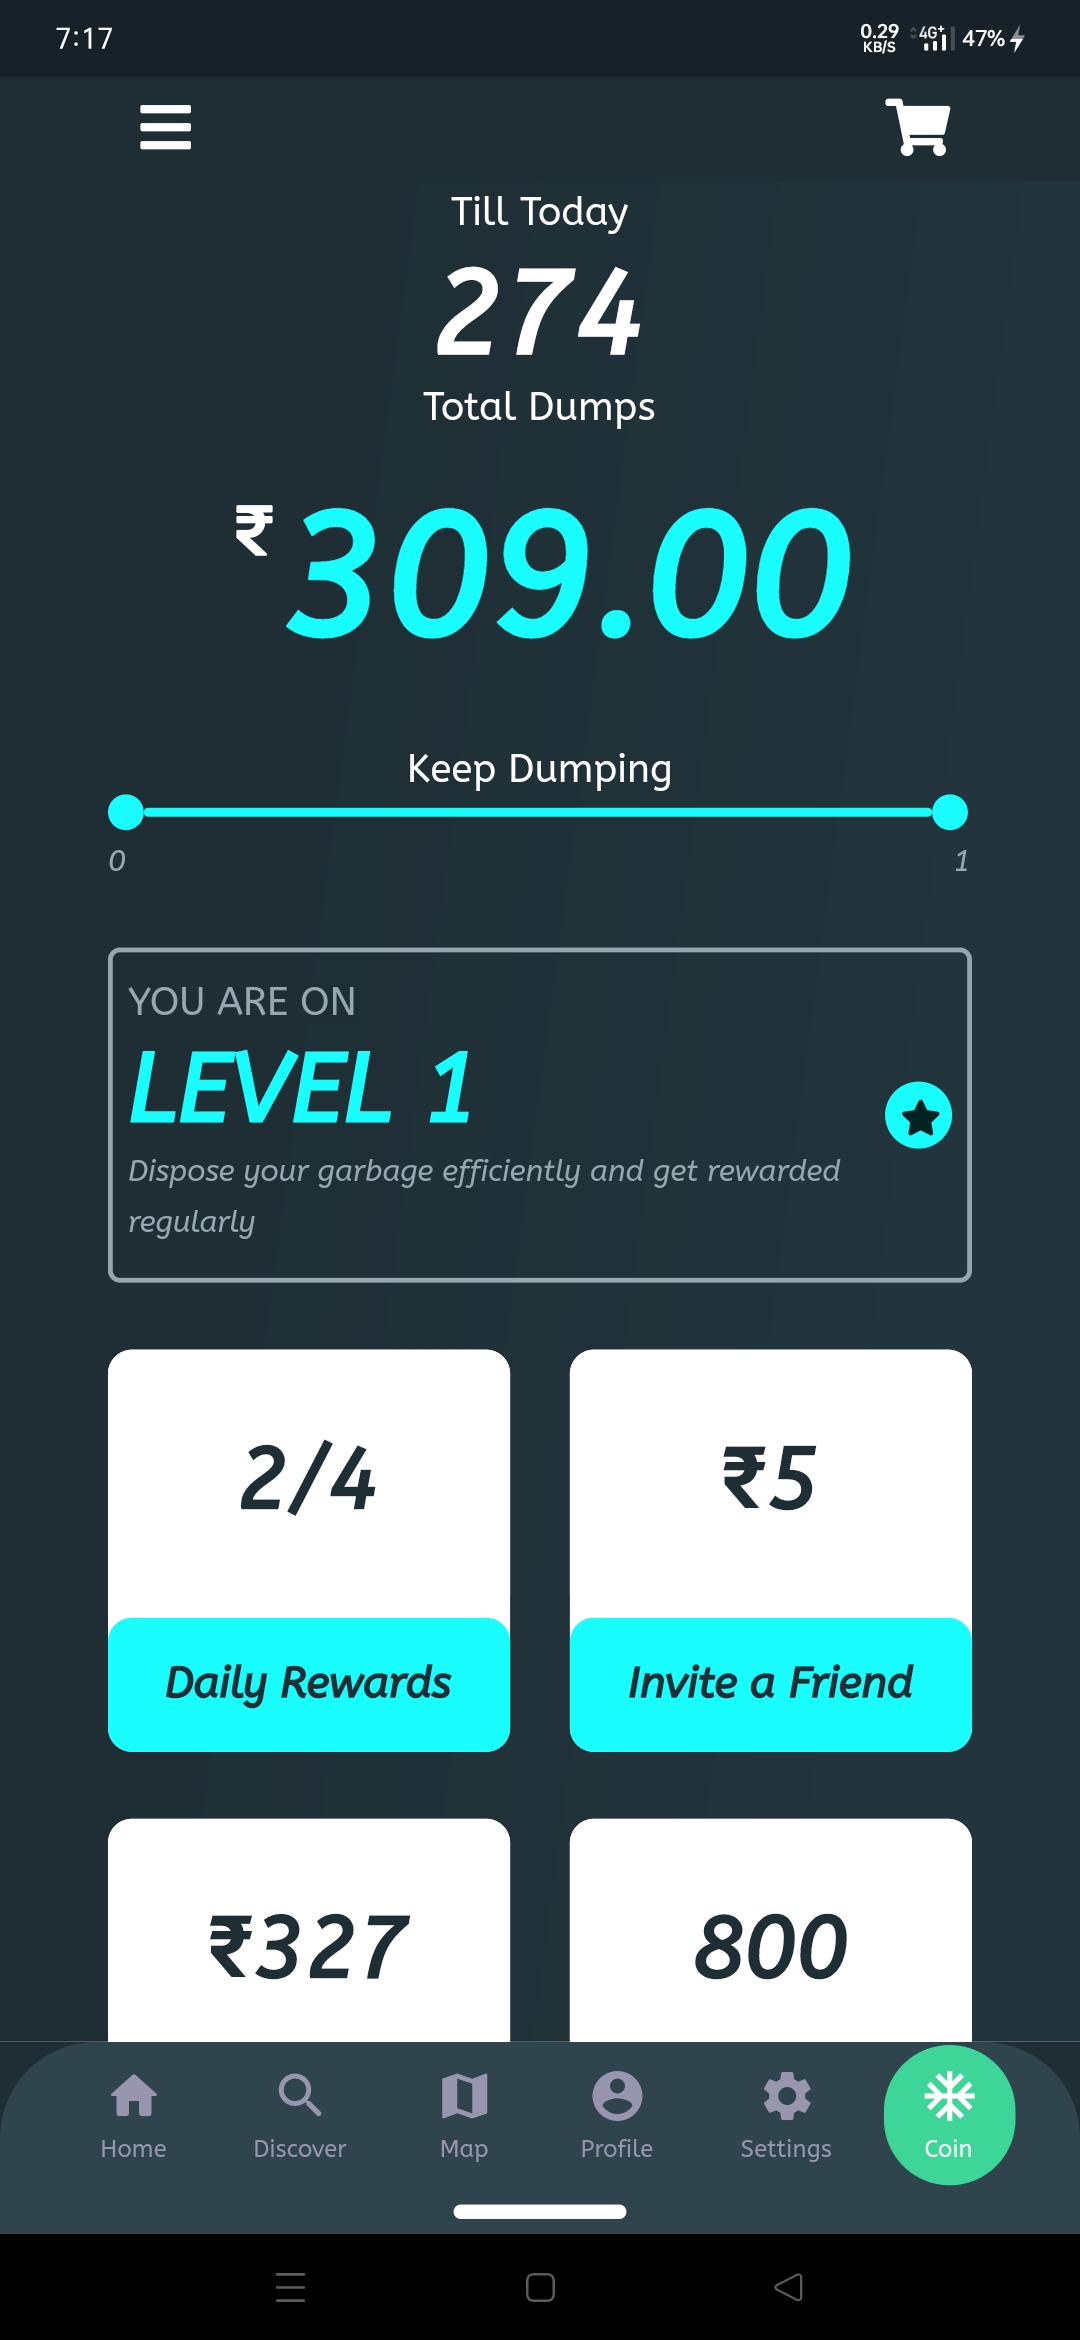 7:17
0.29
KB/S
4G+
47%
Till Today
274
Total Dumps
₹309.00
Keep Dumping
0 1
YOU ARE ON
LEVEL 1
Dispose your garbage efficiently and get rewarded
regularly
2/4
₹5
Daily Rewards
Invite a Friend
₹327
800
Home
Discover
Map
Profile
Settings
Coin